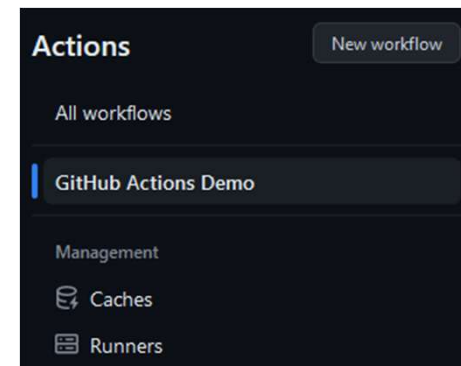 Actions
New workflow
All workflows
GitHub Actions Demo
Management
Caches
Runners